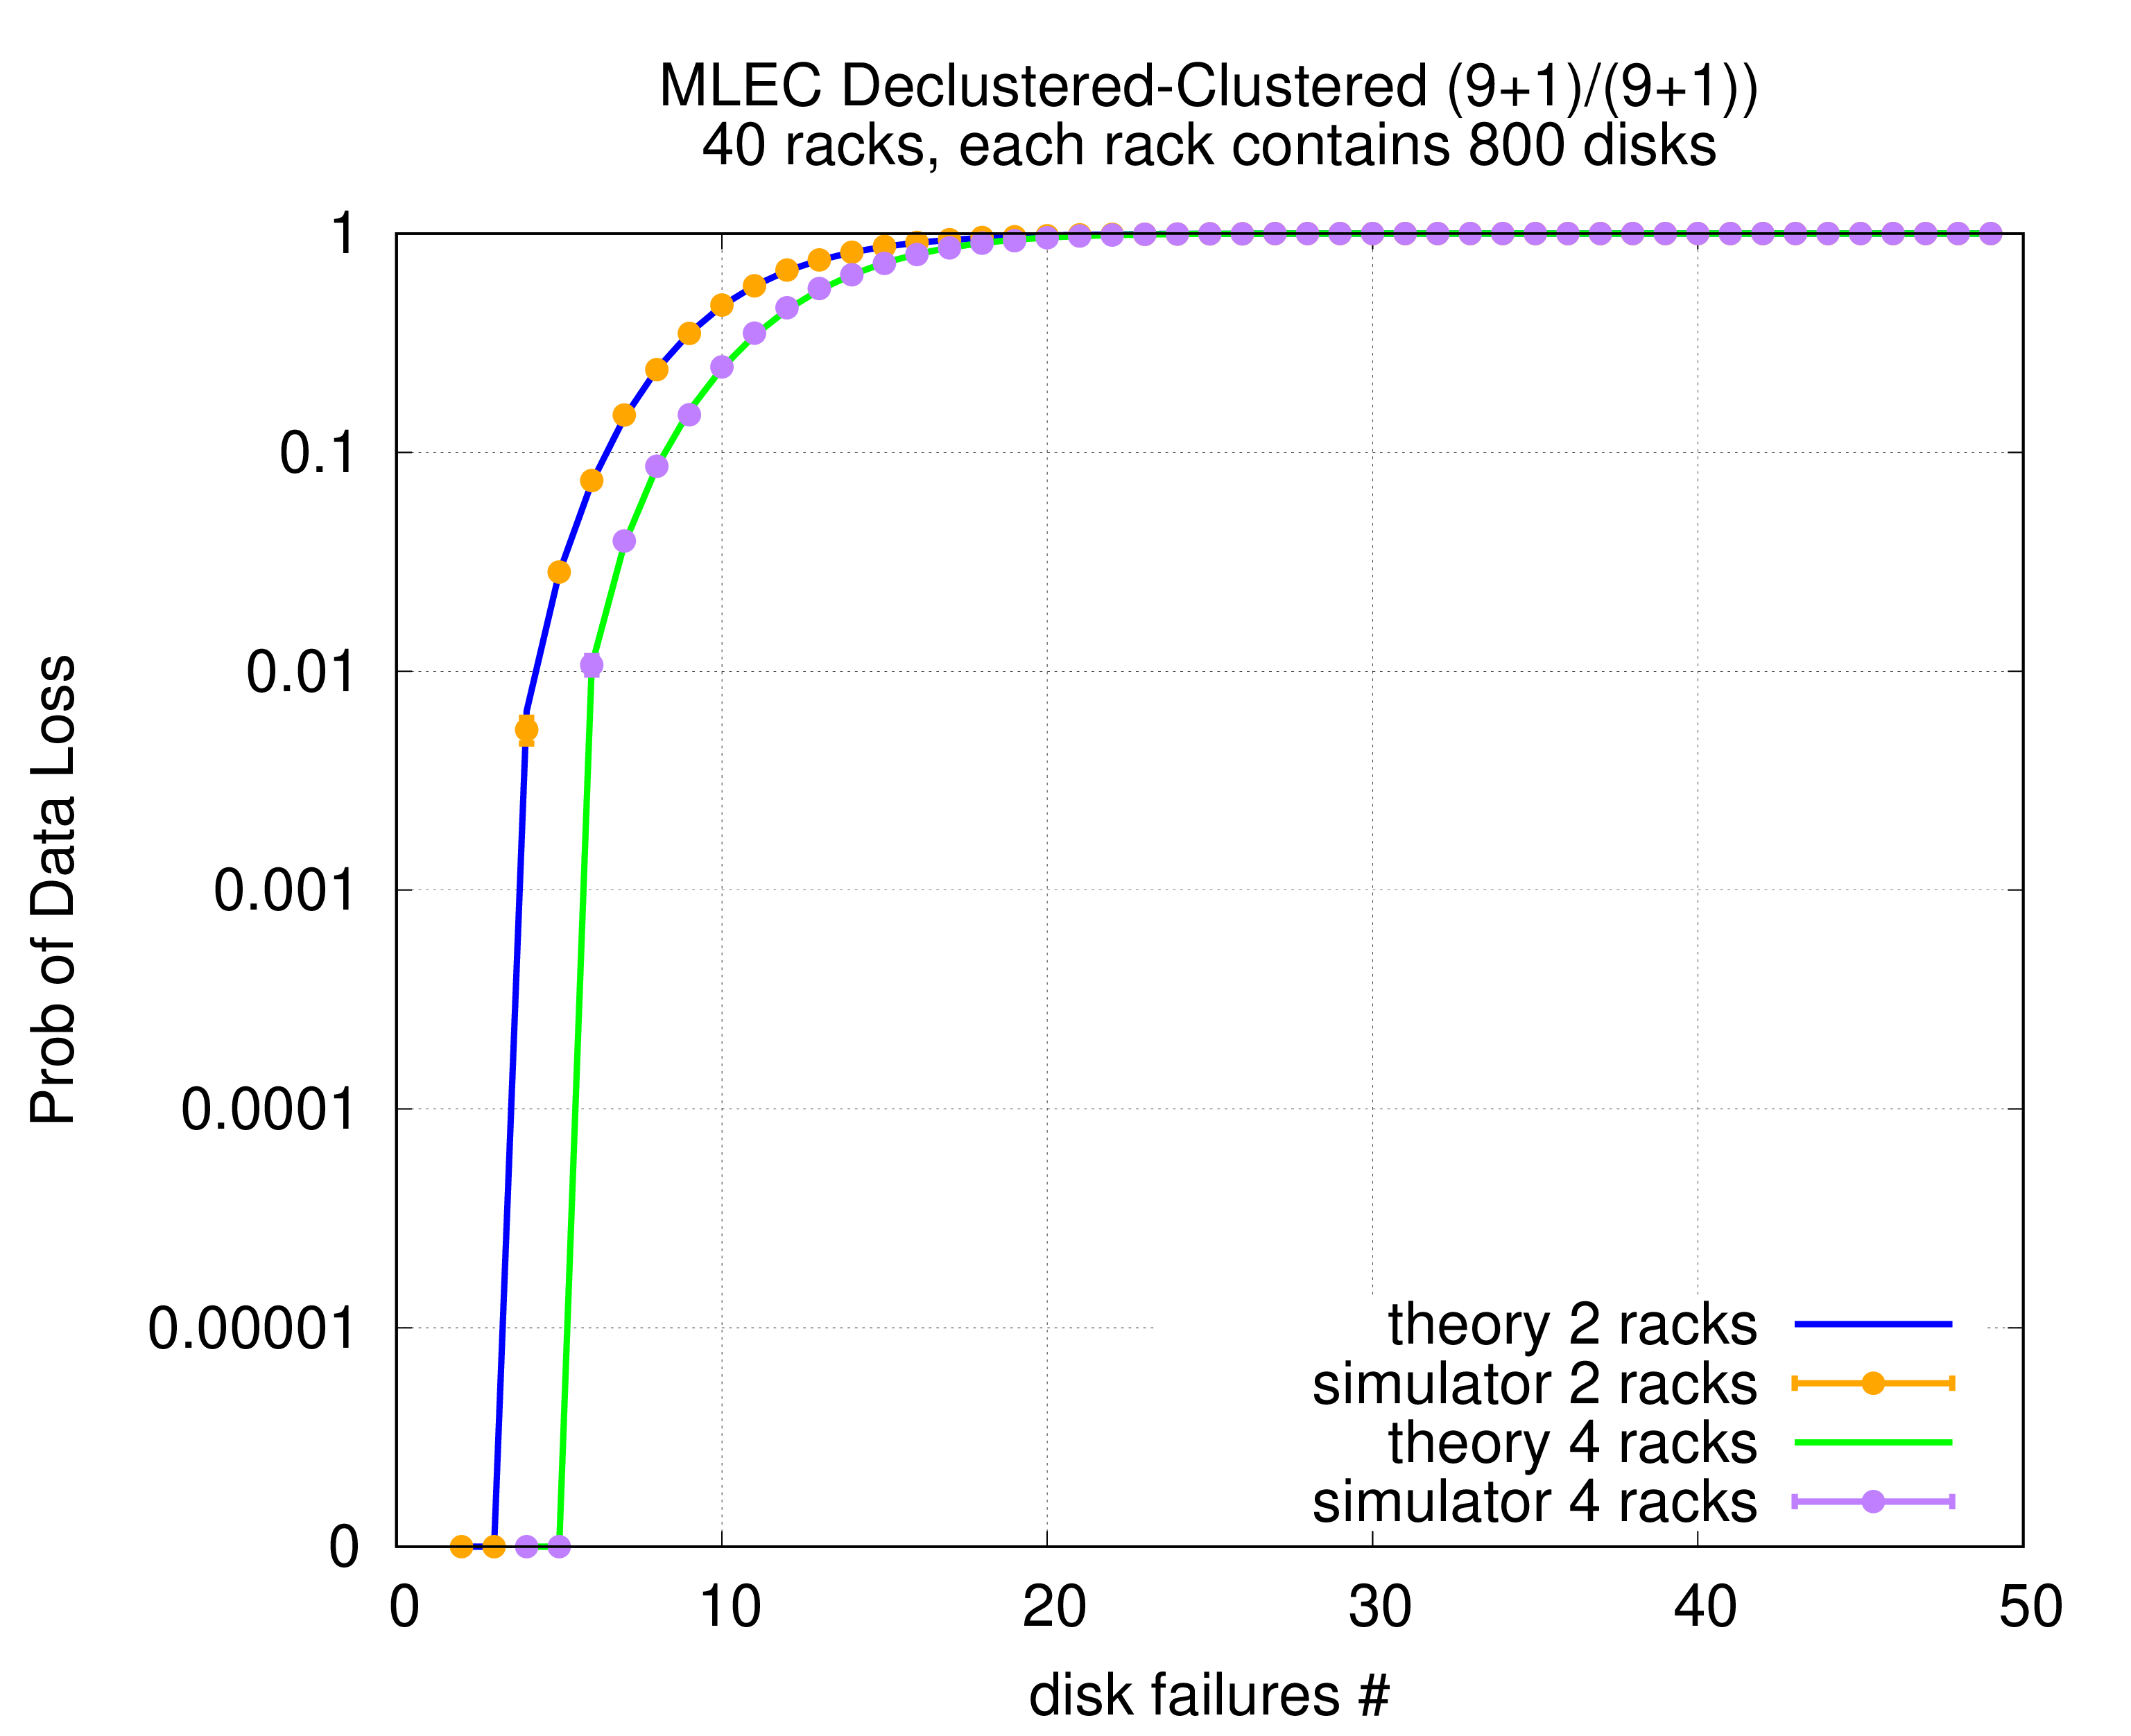 MLEC Declustered-Clustered (9+1)/(9+1))
40 racks, each rack contains 800 disks
1
0.1
0.01
0.001
0.0001
0.00001
0
Prob of Data Loss
theory 2 racks
simulator 2 racks
theory 4 racks
simulator 4 racks
0 10 20 30 40 50
disk failures #